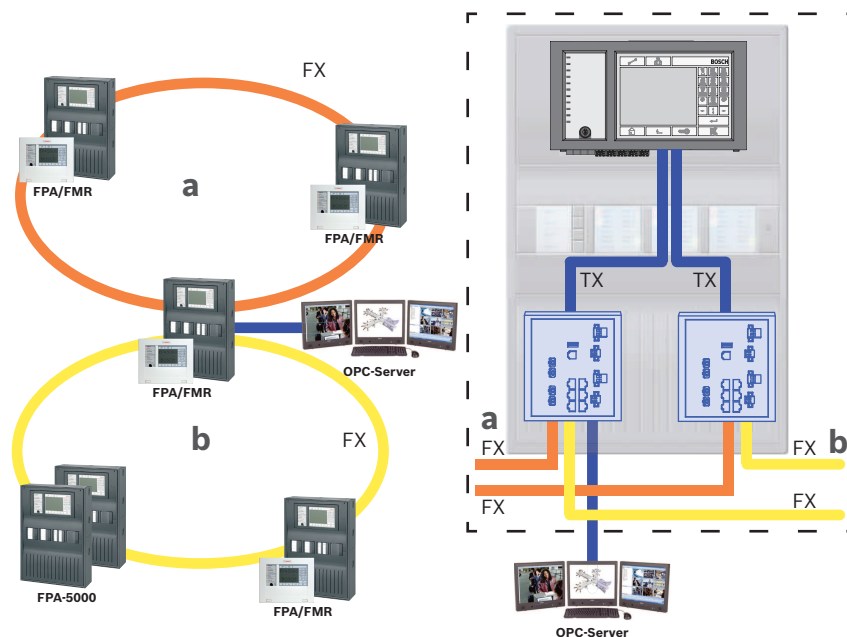 FX
FPA/FMR
a
FPA/FMR
FPA/FMR
OPC-Server
b
FX
FPA-5000
FPA/FMR
BOSCH
TX
TX
a
FX
b
FX
FX
FX
OPC-Server